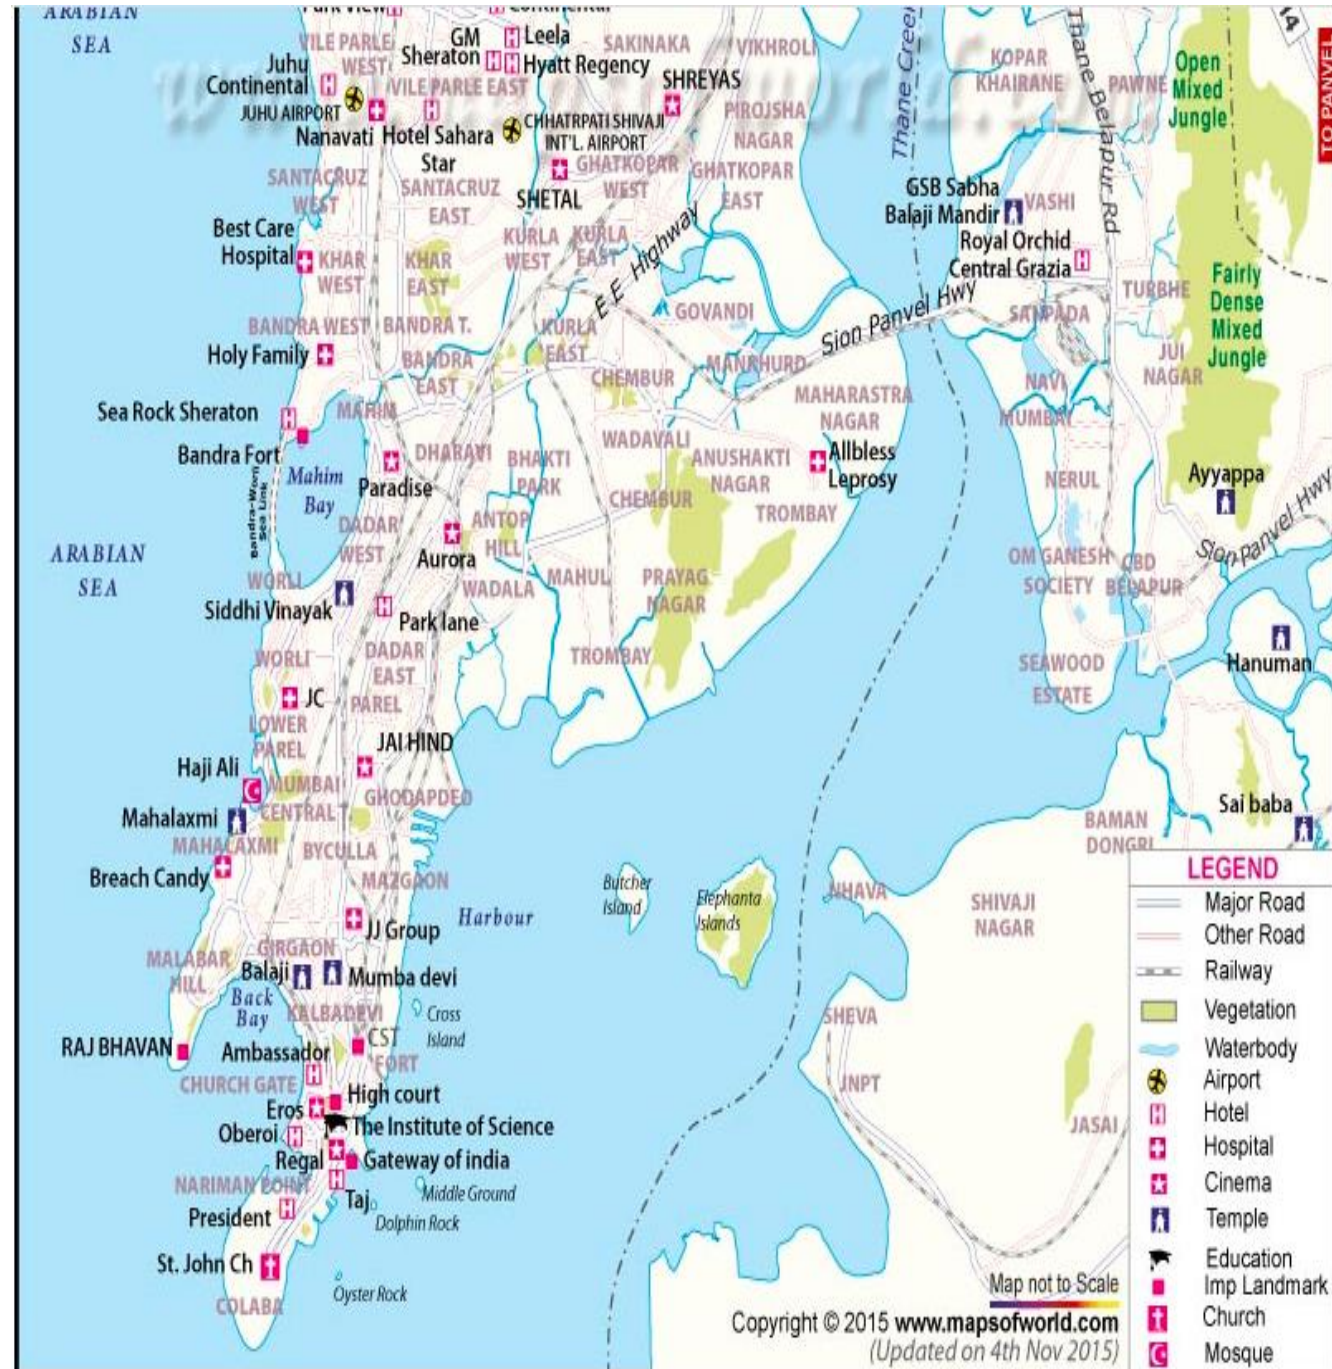 ARABIAN
SEA
Park View
Continental
VILE PARLE
WEST
GM
Sheraton
Leela
Hyatt Regency
SAKINAKA
VIKHROLI
Thane Creek
KOPAR
KHAIRANE
Thane Belapur Rd
PAWNE
Open
Mixed
Jungle
14
TO PANVEL
Juhu
Continental
VILE PARLE EAST
SHREYAS
JUHU AIRPORT
Nanavati
Hotel Sahara
Star
CHHATRPATI SHIVAJI
INT'L. AIRPORT
PIROJSHA
NAGAR
SANTACRUZ
WEST
SANTACRUZ
EAST
SHETAL
GHATKOPAR
WEST
GHATKOPAR
EAST
GSB Sabha
Balaji Mandir
VASHI
Best Care
Hospital
KHAR
WEST
KHAR
EAST
KURLA
WEST
KURLA
EAST
E E Highway
Royal Orchid
Central Grazia
TURBHE
Fairly
Dense
Mixed
Jungle
BANDRA WEST
BANDRA T.
KURLA
EAST
GOVANDI
Sion Panvel Hwy
SANPADA
Holy Family
BANDRA
EAST
CHEMBUR
MANKHURD
JUI
NAGAR
Sea Rock Sheraton
MAHIM
MAHARASTRA
NAGAR
NAVI
MUMBAY
Bandra Fort
Mahim
Bay
DHARAVI
BHAKTI
PARK
WADAVALI
ANUSHAKTI
NAGAR
Allbless
Leprosy
NERUL
Ayyappa
Bandra-Worli
Sea Link
Paradise
CHEMBUR
TROMBAY
DADAR
WEST
ANTOP
HILL
Aurora
Sion Panvel Hwy
ARABIAN
SEA
WORLI
Siddhi Vinayak
Park lane
WADALA
MAHUL
PRAYAG
NAGAR
OM GANESH
SOCIETY
CBD
BELAPUR
WORLI
DADAR
EAST
TROMBAY
SEAWOOD
ESTATE
Hanuman
JC
PAREL
LOWER
PAREL
JAI HIND
Haji Ali
MUMBAI
CENTRAL T.
GHODAPDEO
Mahalaxmi
MAHALAXMI
BYCULLA
BAMAN
DONGRI
Sai baba
Breach Candy
MAZGAON
Butcher
Island
Elephanta
Islands
NHAVA
SHIVAJI
NAGAR
Harbour
JJ Group
MALABAR
HILL
GIRGAON
Balaji
Mumba devi
Back
Bay
KALBADEVI
Cross
Island
SHEVA
RAJ BHAVAN
Ambassador
CST
FORT
CHURCH GATE
High court
JNPT
Eros
The Institute of Science
JASAI
Oberoi
Regal
Gateway of india
NARIMAN POINT
Taj
Middle Ground
President
Dolphin Rock
St. John Ch
COLABA
Oyster Rock
LEGEND
Major Road
Other Road
Railway
Vegetation
Waterbody
Airport
Hotel
Hospital
Cinema
Temple
Education
Imp Landmark
Church
Mosque
Map not to Scale
Copyright © 2015 www.mapsofworld.com
(Updated on 4th Nov 2015)